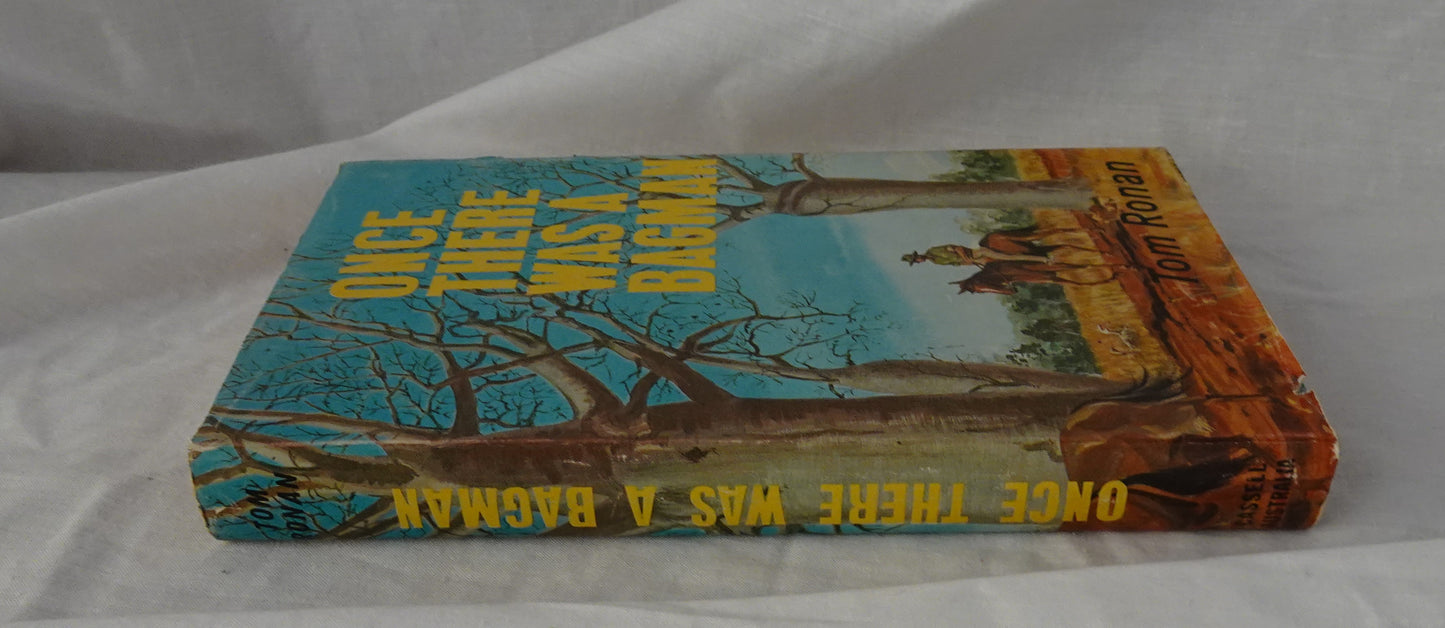 ONCE
THERE
WAS A
BAGMAN
Tom Ronan
TOM
RONAN
ONCE THERE WAS A BAGMAN
CASSELL
AUSTRALIA